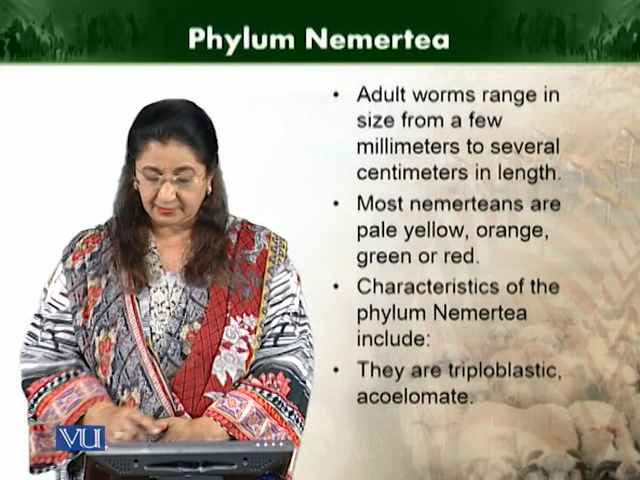 Phylum Nemertea
• Adult worms range in
size from a few
millimeters to several
centimeters in length.
• Most nemerteans are
pale yellow, orange,
green or red.
• Characteristics of the
phylum Nemertea
include:
• They are triploblastic,
acoelomate.
VU